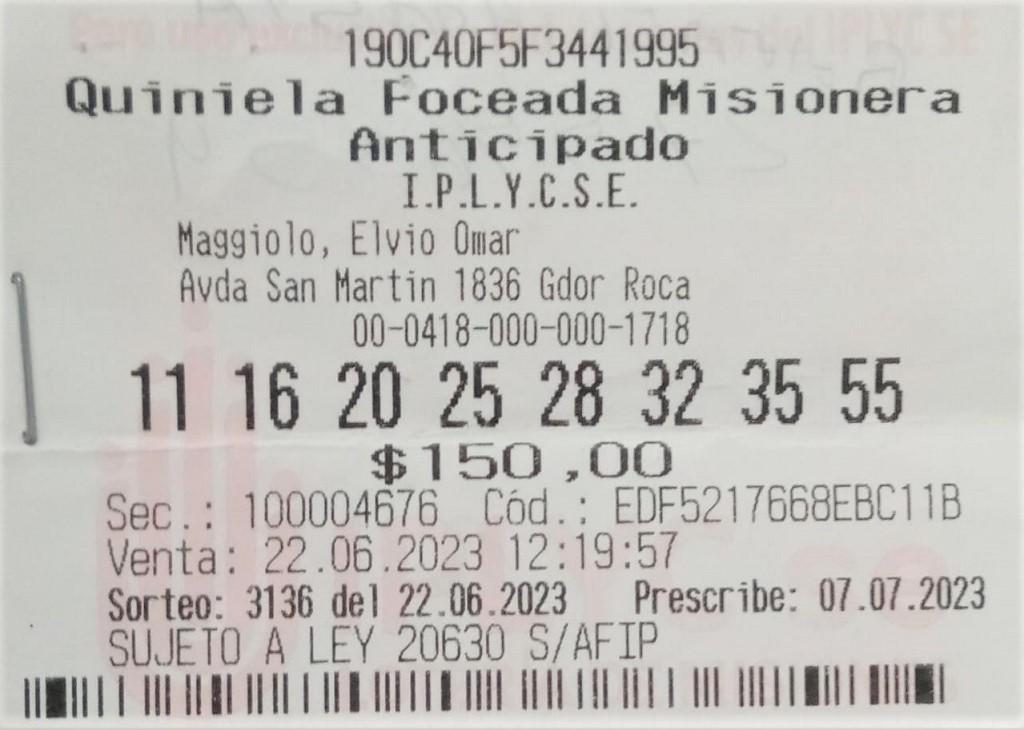 190C40F5F3441995
Quiniela Poceada Misionera
Anticipado
I.P.L.Y.C.S.E.
Maggiolo, Elvio Omar
Avda San Martin 1836 Gdor Roca
00-0418-000-000-1718
11 16 20 25 28 32 35 55
$150,00
Sec.: 100004676 Cód.: EDF5217668EBC11B
Venta: 22.06.2023 12:19:57
Sorteo: 3136 del 22.06.2023 Prescribe: 07.07.2023
SUJETO A LEY 20630 S/AFIP